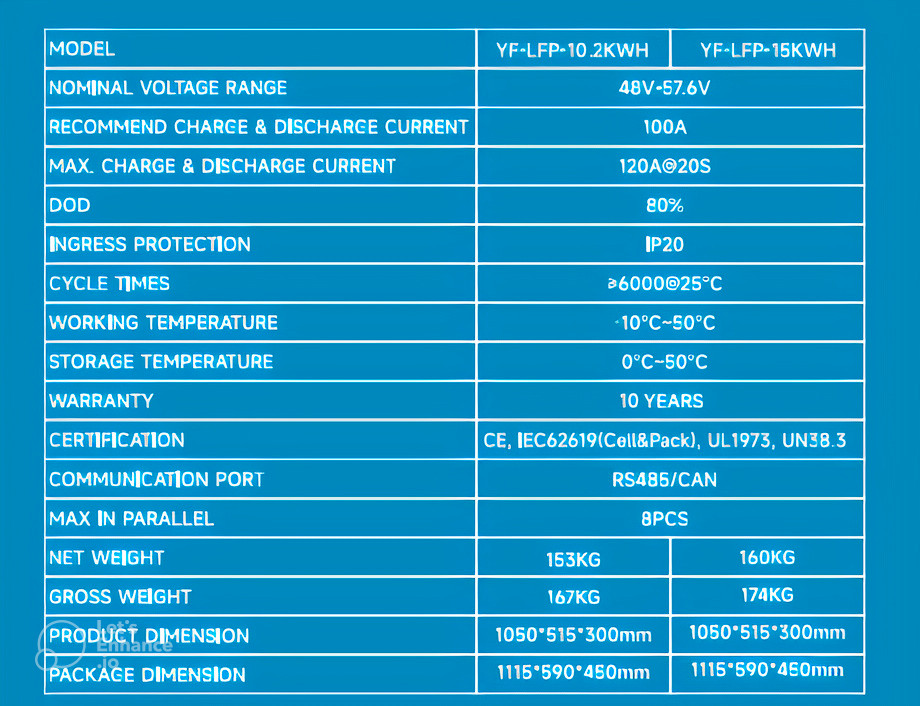 MODEL YF-LFP-10.2KWH YF-LFP-15KWH
NOMINAL VOLTAGE RANGE 48V-57.6V
RECOMMEND CHARGE & DISCHARGE CURRENT 100A
MAX. CHARGE & DISCHARGE CURRENT 120A@20S
DOD 80%
INGRESS PROTECTION IP20
CYCLE TIMES ≥6000@25°C
WORKING TEMPERATURE -10°C~50°C
STORAGE TEMPERATURE 0°C~50°C
WARRANTY 10 YEARS
CERTIFICATION CE, IEC62619(Cell&Pack), UL1973, UN38.3
COMMUNICATION PORT RS485/CAN
MAX IN PARALLEL 8PCS
NET WEIGHT 153KG 160KG
GROSS WEIGHT 167KG 174KG
PRODUCT DIMENSION 1050*515*300mm 1050*515*300mm
PACKAGE DIMENSION 1115*590*450mm 1115*590*450mm
Let's
Enhance
.io